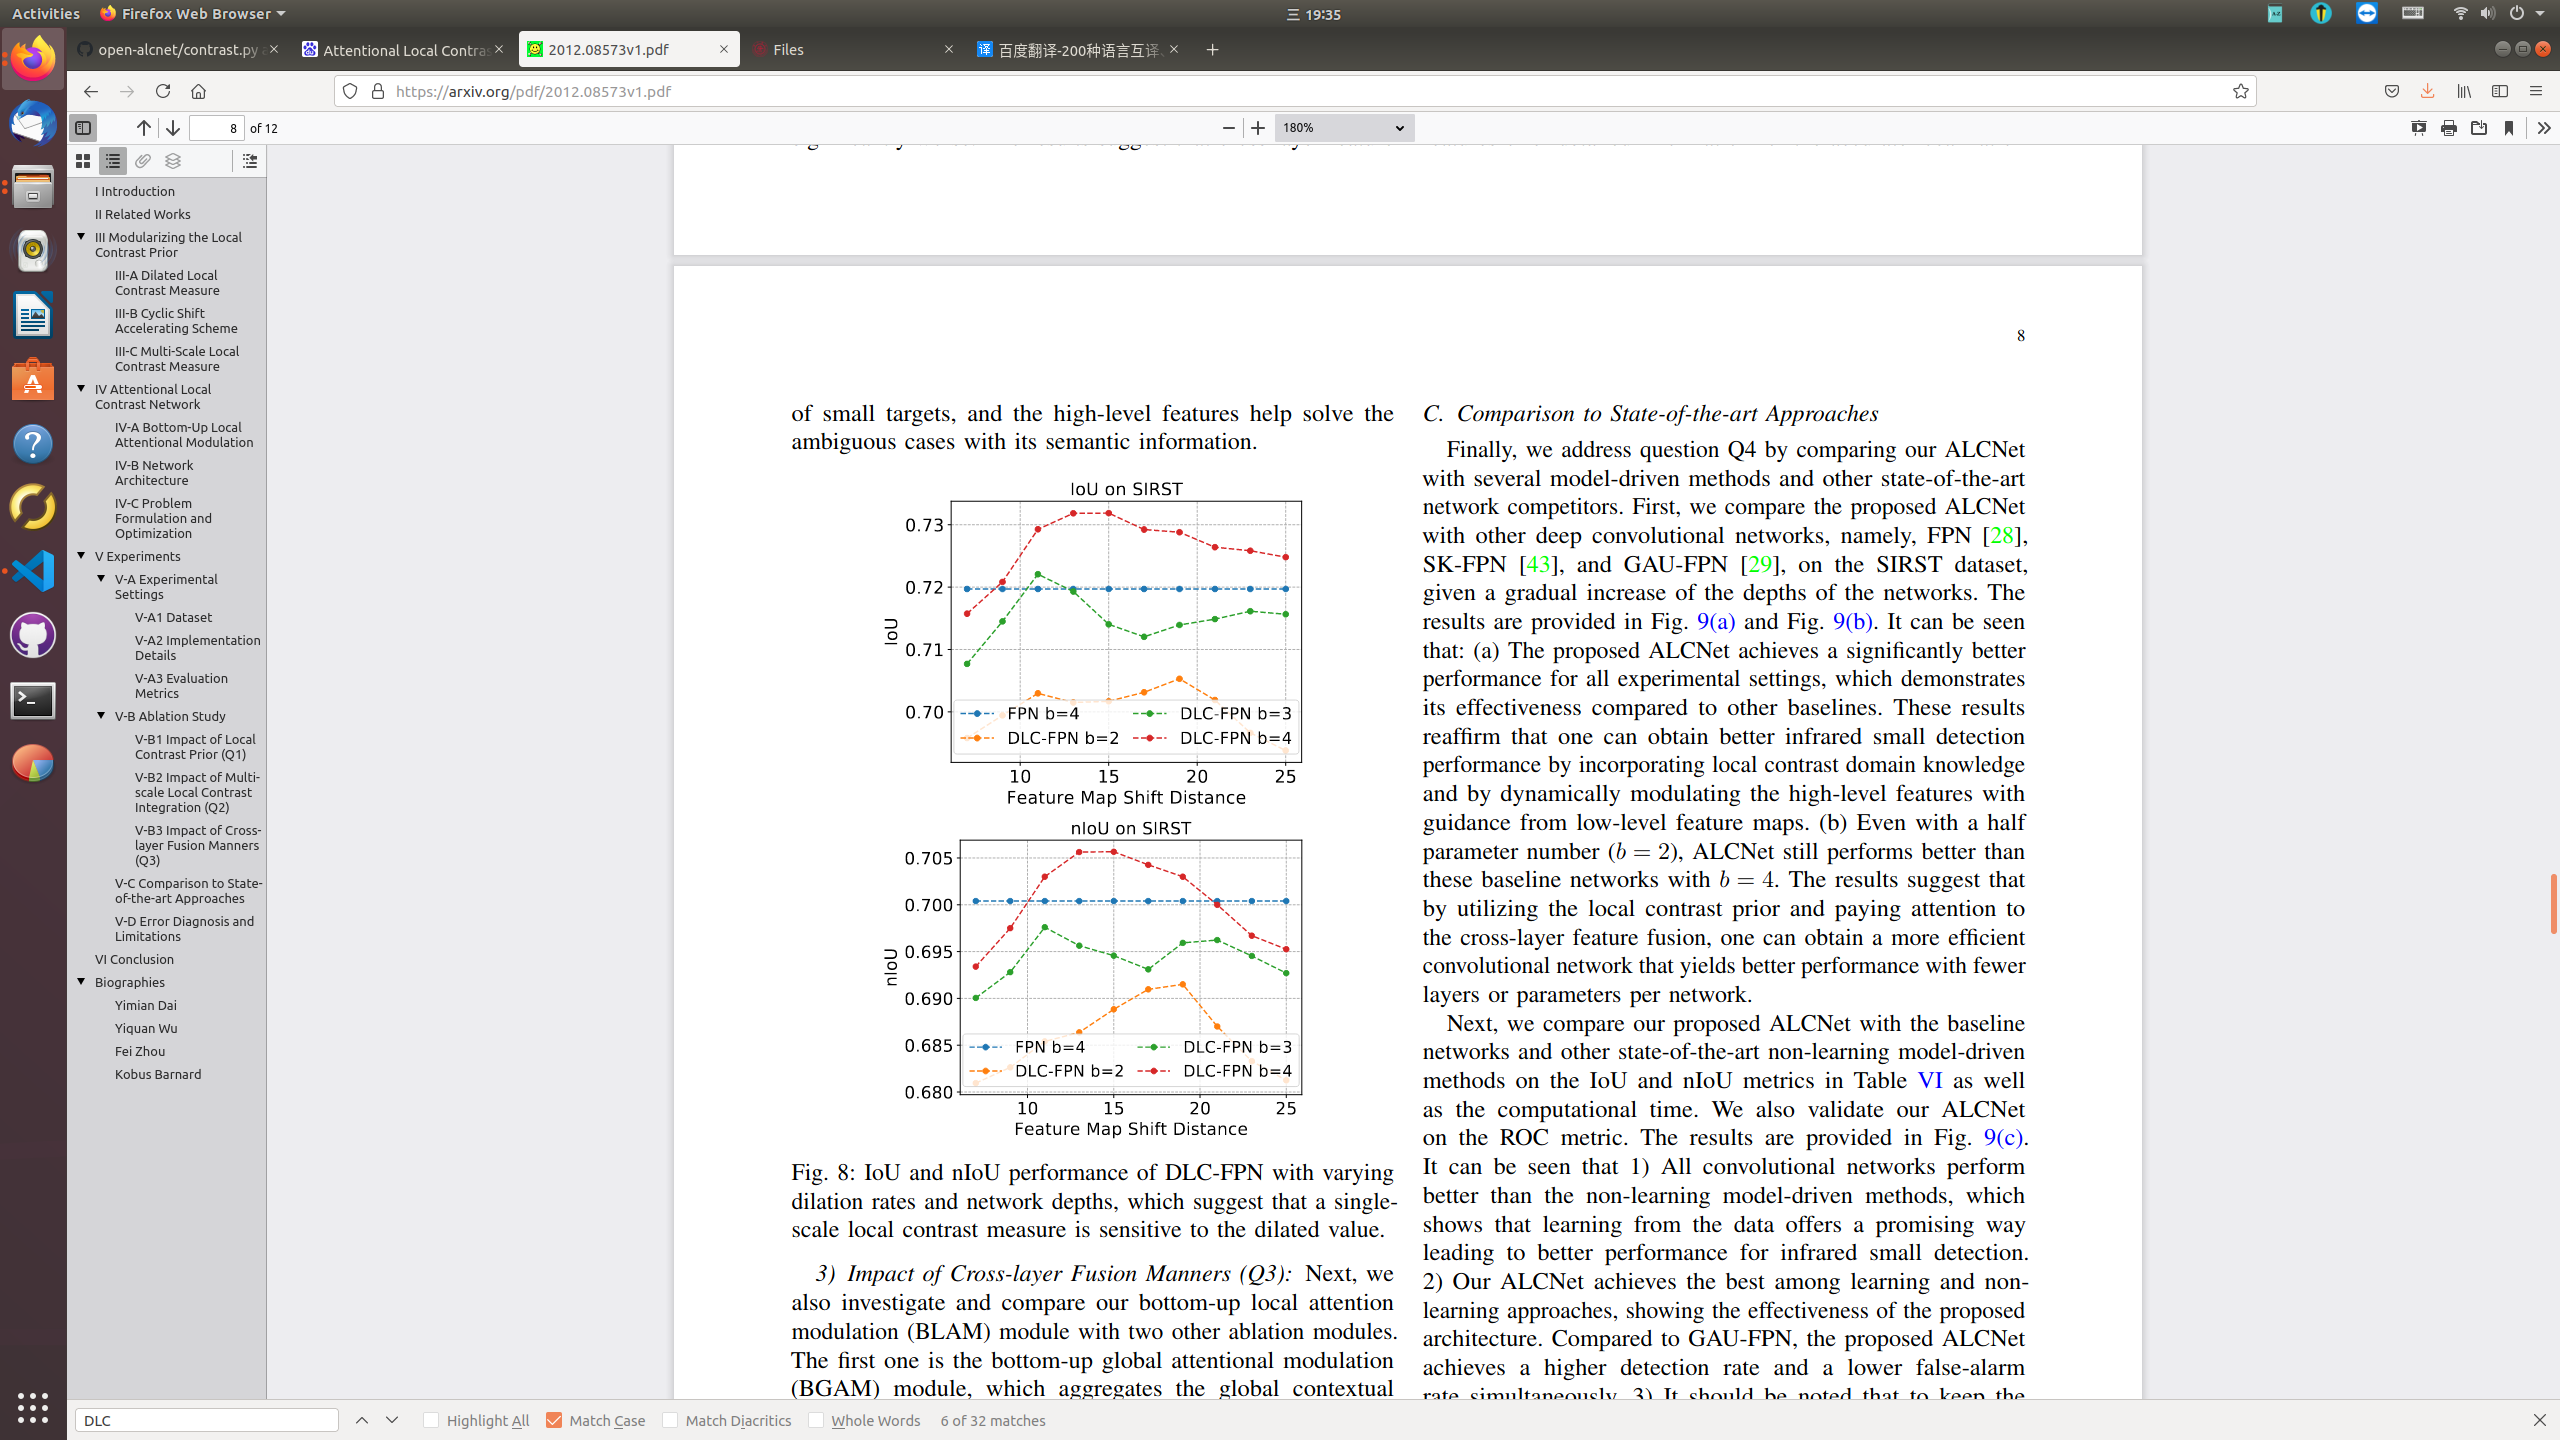 Activities
Firefox Web Browser
三 19:35
open-alcnet/contrast.py a
Attentional Local Contras
2012.08573v1.pdf
Files
百度翻译-200种语言互译、
https://arxiv.org/pdf/2012.08573v1.pdf
8 of 12
180%
I Introduction
II Related Works
III Modularizing the Local
Contrast Prior
III-A Dilated Local
Contrast Measure
III-B Cyclic Shift
Accelerating Scheme
III-C Multi-Scale Local
Contrast Measure
IV Attentional Local
Contrast Network
IV-A Bottom-Up Local
Attentional Modulation
IV-B Network
Architecture
IV-C Problem
Formulation and
Optimization
V Experiments
V-A Experimental
Settings
V-A1 Dataset
V-A2 Implementation
Details
V-A3 Evaluation
Metrics
V-B Ablation Study
V-B1 Impact of Local
Contrast Prior (Q1)
V-B2 Impact of Multi-
scale Local Contrast
Integration (Q2)
V-B3 Impact of Cross-
layer Fusion Manners
(Q3)
V-C Comparison to State-
of-the-art Approaches
V-D Error Diagnosis and
Limitations
VI Conclusion
Biographies
Yimian Dai
Yiquan Wu
Fei Zhou
Kobus Barnard
8
of small targets, and the high-level features help solve the
ambiguous cases with its semantic information.
IoU on SIRST
0.73
0.72
0.71
0.70
IoU
FPN b=4
DLC-FPN b=2
DLC-FPN b=3
DLC-FPN b=4
10 15 20 25
Feature Map Shift Distance
nIoU on SIRST
0.705
0.700
0.695
0.690
0.685
0.680
nIoU
FPN b=4
DLC-FPN b=2
DLC-FPN b=3
DLC-FPN b=4
10 15 20 25
Feature Map Shift Distance
Fig. 8: IoU and nIoU performance of DLC-FPN with varying
dilation rates and network depths, which suggest that a single-
scale local contrast measure is sensitive to the dilated value.
3) Impact of Cross-layer Fusion Manners (Q3): Next, we
also investigate and compare our bottom-up local attention
modulation (BLAM) module with two other ablation modules.
The first one is the bottom-up global attentional modulation
(BGAM) module, which aggregates the global contextual
C. Comparison to State-of-the-art Approaches
Finally, we address question Q4 by comparing our ALCNet
with several model-driven methods and other state-of-the-art
network competitors. First, we compare the proposed ALCNet
with other deep convolutional networks, namely, FPN [28],
SK-FPN [43], and GAU-FPN [29], on the SIRST dataset,
given a gradual increase of the depths of the networks. The
results are provided in Fig. 9(a) and Fig. 9(b). It can be seen
that: (a) The proposed ALCNet achieves a significantly better
performance for all experimental settings, which demonstrates
its effectiveness compared to other baselines. These results
reaffirm that one can obtain better infrared small detection
performance by incorporating local contrast domain knowledge
and by dynamically modulating the high-level features with
guidance from low-level feature maps. (b) Even with a half
parameter number (b = 2), ALCNet still performs better than
these baseline networks with b = 4. The results suggest that
by utilizing the local contrast prior and paying attention to
the cross-layer feature fusion, one can obtain a more efficient
convolutional network that yields better performance with fewer
layers or parameters per network.
Next, we compare our proposed ALCNet with the baseline
networks and other state-of-the-art non-learning model-driven
methods on the IoU and nIoU metrics in Table VI as well
as the computational time. We also validate our ALCNet
on the ROC metric. The results are provided in Fig. 9(c).
It can be seen that 1) All convolutional networks perform
better than the non-learning model-driven methods, which
shows that learning from the data offers a promising way
leading to better performance for infrared small detection.
2) Our ALCNet achieves the best among learning and non-
learning approaches, showing the effectiveness of the proposed
architecture. Compared to GAU-FPN, the proposed ALCNet
achieves a higher detection rate and a lower false-alarm
rate simultaneously. 3) It should be noted that to keep the
DLC
Highlight All
Match Case
Match Diacritics
Whole Words
6 of 32 matches